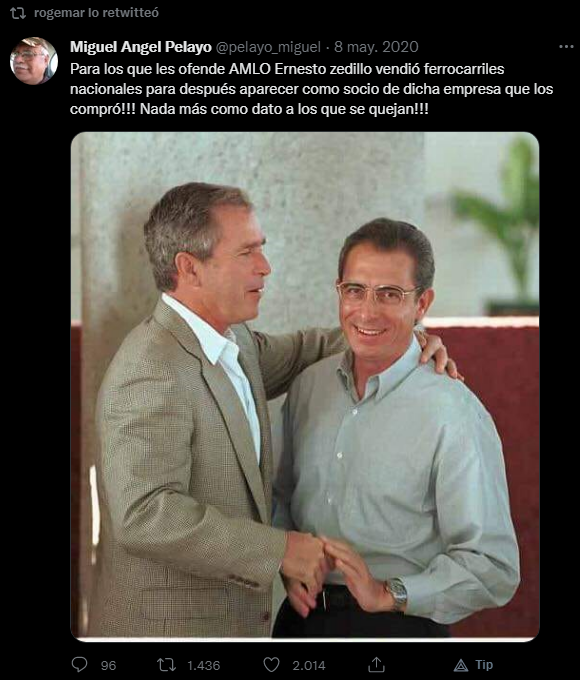 rogemar lo retwitteó
Miguel Angel Pelayo @pelayo_miguel · 8 may. 2020
Para los que les ofende AMLO Ernesto zedillo vendió ferrocarriles
nacionales para después aparecer como socio de dicha empresa que los
compró!!! Nada más como dato a los que se quejan!!!
96 1.436 2.014 Tip